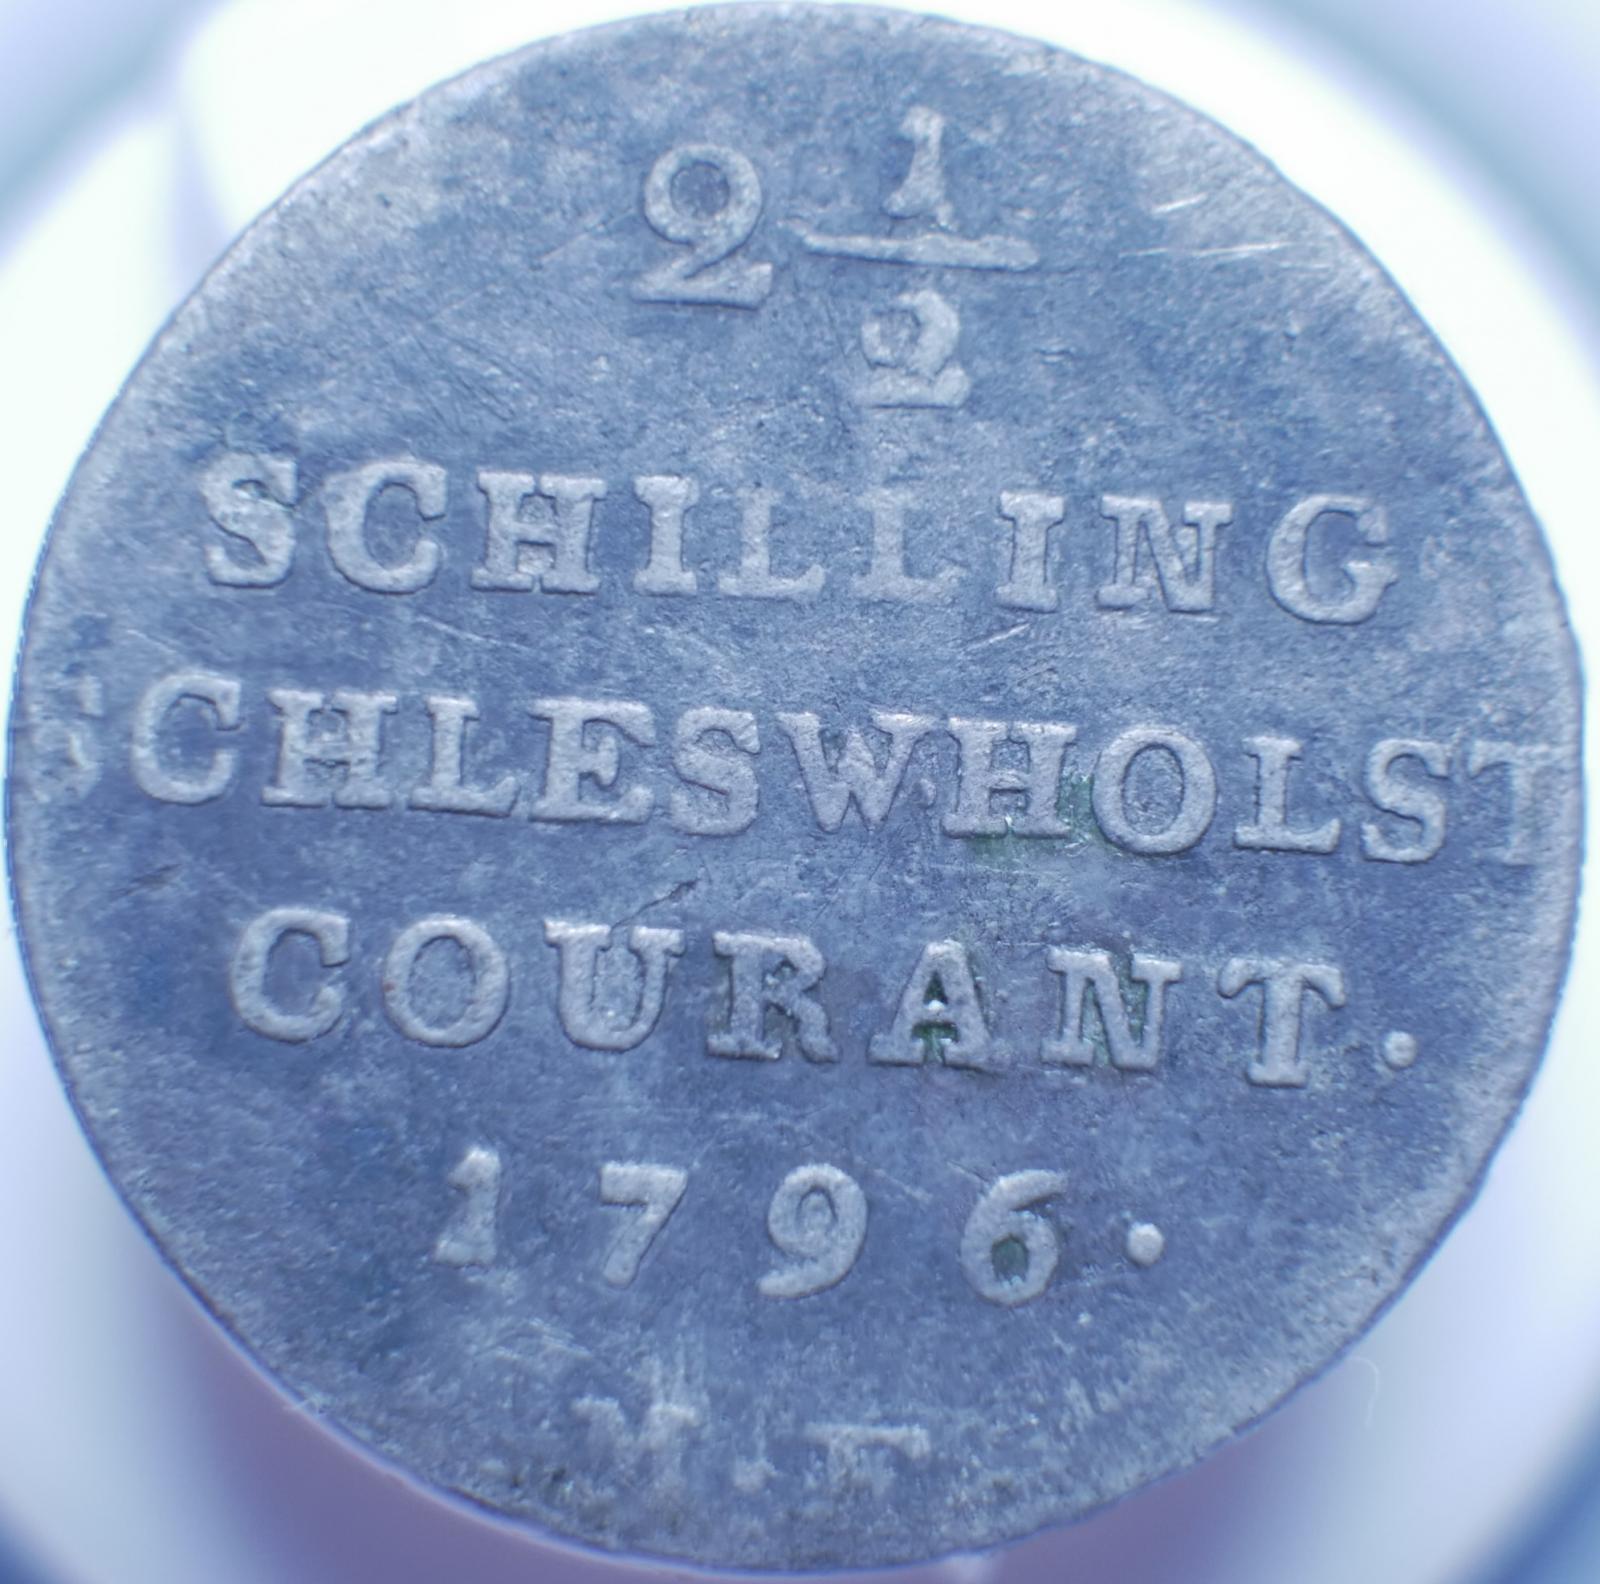 2 1/2
SCHILLING
SCHLESWHOLST
COURANT.
1796.